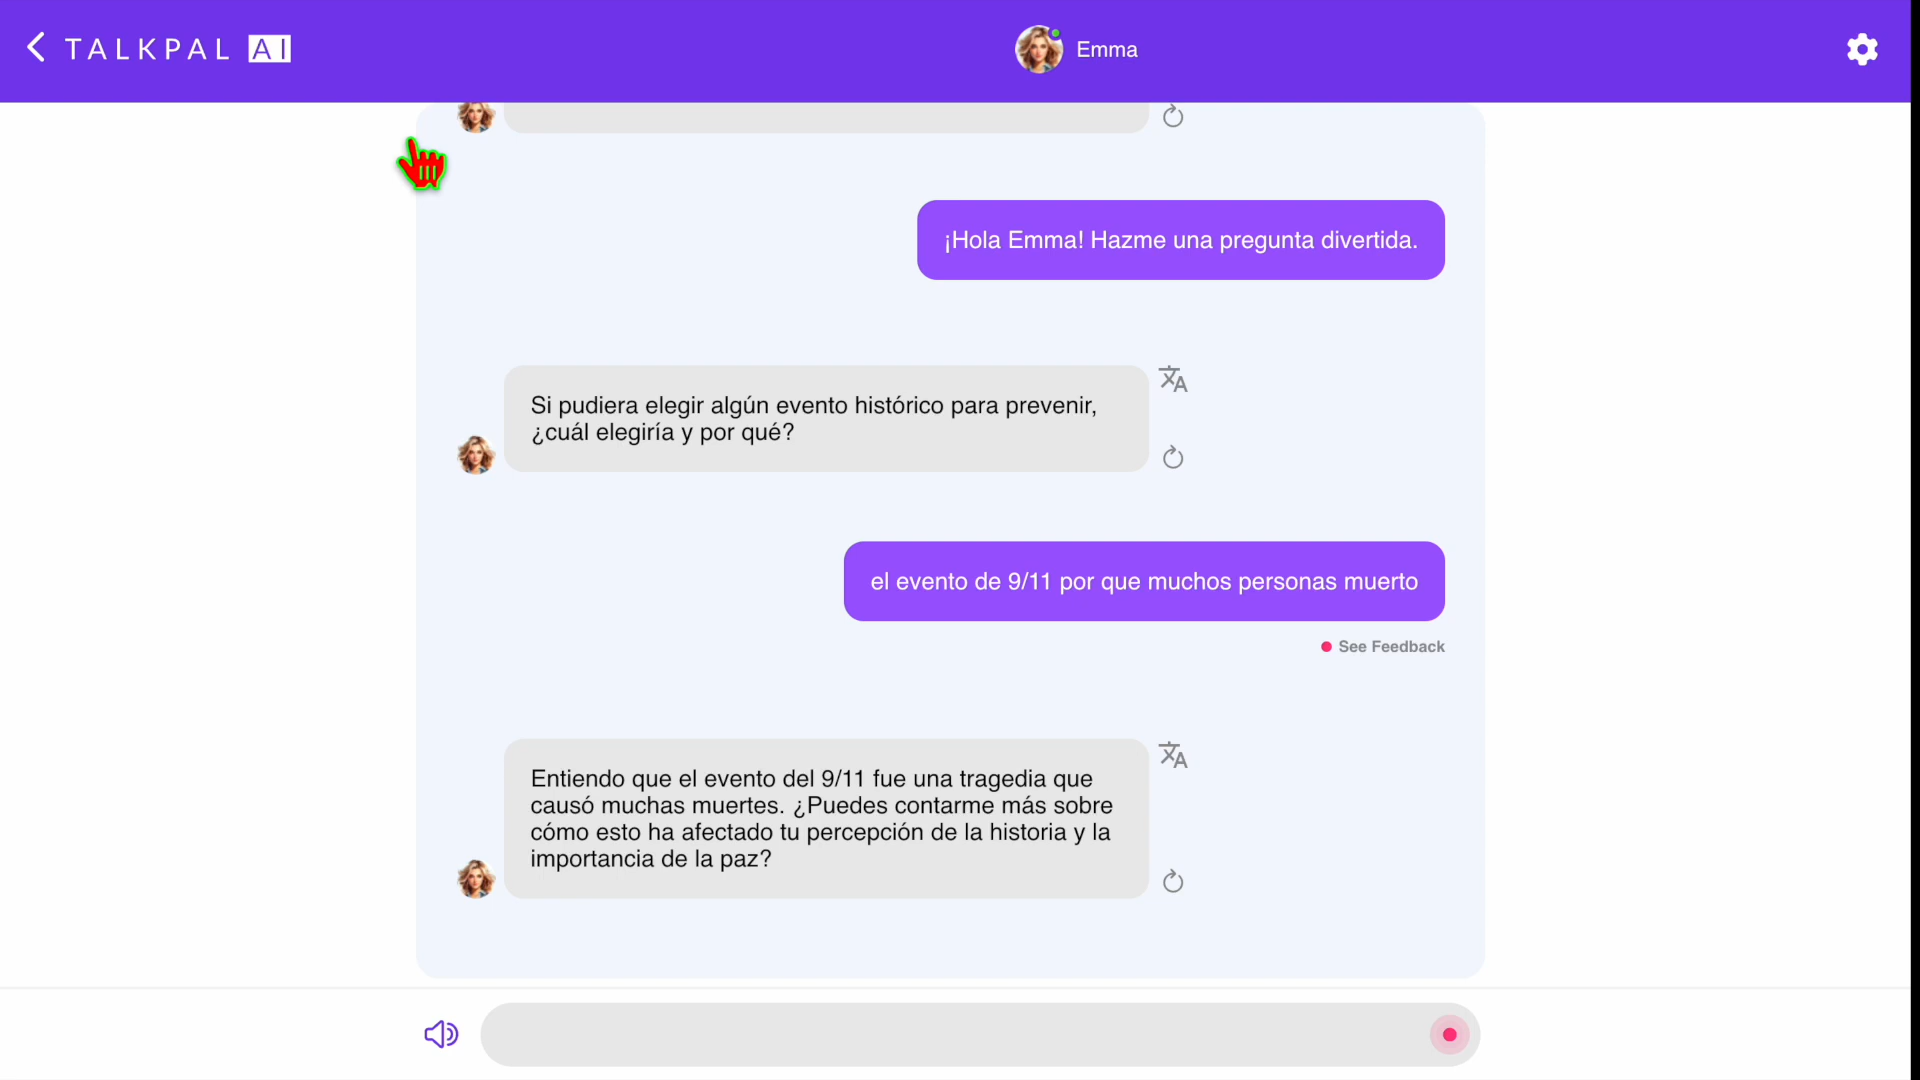 TALKPAL AI
Emma
¡Hola Emma! Hazme una pregunta divertida.
Si pudiera elegir algún evento histórico para prevenir,
¿cuál elegiría y por qué?
el evento de 9/11 por que muchos personas muerto
See Feedback
Entiendo que el evento del 9/11 fue una tragedia que
causó muchas muertes. ¿Puedes contarme más sobre
cómo esto ha afectado tu percepción de la historia y la
importancia de la paz?